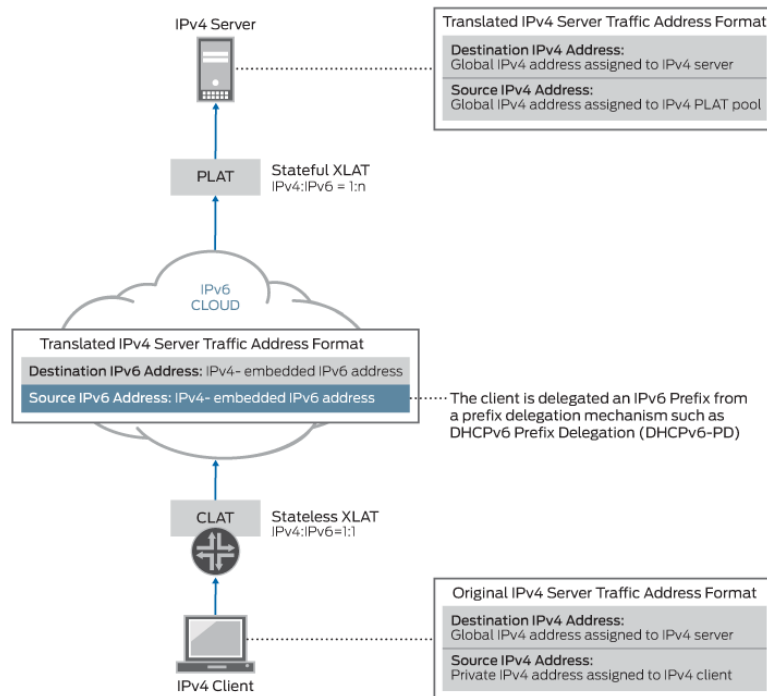 IPv4 Server
Translated IPv4 Server Traffic Address Format
Destination IPv4 Address:
Global IPv4 address assigned to IPv4 server
Source IPv4 Address:
Global IPv4 address assigned to IPv4 PLAT pool
PLAT
Stateful XLAT
IPv4:IPv6 = 1:n
IPv6
CLOUD
Translated IPv4 Server Traffic Address Format
Destination IPv6 Address: IPv4- embedded IPv6 address
Source IPv6 Address: IPv4- embedded IPv6 address
The client is delegated an IPv6 Prefix from
a prefix delegation mechanism such as
DHCPv6 Prefix Delegation (DHCPv6-PD)
CLAT
Stateless XLAT
IPv4:IPv6=1:1
Original IPv4 Server Traffic Address Format
Destination IPv4 Address:
Global IPv4 address assigned to IPv4 server
Source IPv4 Address:
Private IPv4 address assigned to IPv4 client
IPv4 Client